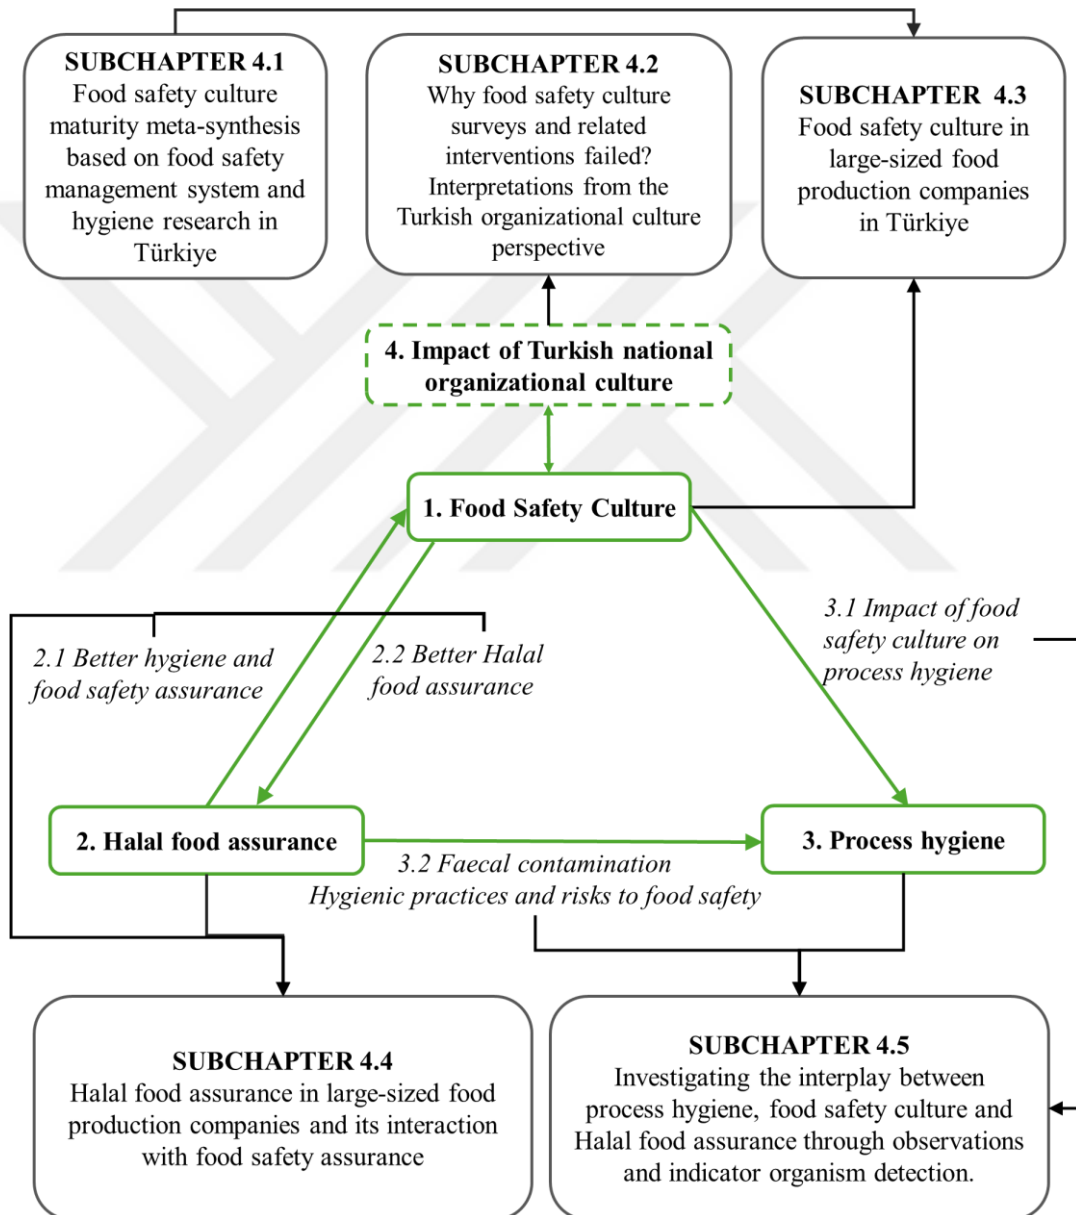 SUBCHAPTER 4.1
Food safety culture
maturity meta-synthesis
based on food safety
management system and
hygiene research in
Türkiye
SUBCHAPTER 4.2
Why food safety culture
surveys and related
interventions failed?
Interpretations from the
Turkish organizational culture
perspective
SUBCHAPTER 4.3
Food safety culture in
large-sized food
production companies
in Türkiye
4. Impact of Turkish national
organizational culture
1. Food Safety Culture
2.1 Better hygiene and
food safety assurance
2.2 Better Halal
food assurance
3.1 Impact of food
safety culture on
process hygiene
2. Halal food assurance
3. Process hygiene
3.2 Faecal contamination
Hygienic practices and risks to food safety
SUBCHAPTER 4.4
Halal food assurance in large-sized food
production companies and its interaction
with food safety assurance
SUBCHAPTER 4.5
Investigating the interplay between
process hygiene, food safety culture and
Halal food assurance through observations
and indicator organism detection.